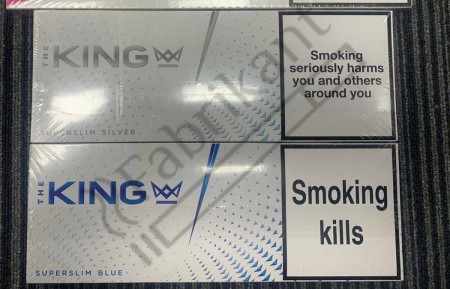 THE
KING
SUPERSLIM SILVER
Smoking
seriously harms
you and others
around you
THE
KING
SUPERSLIM BLUE
Smoking
kills
Fabrikant